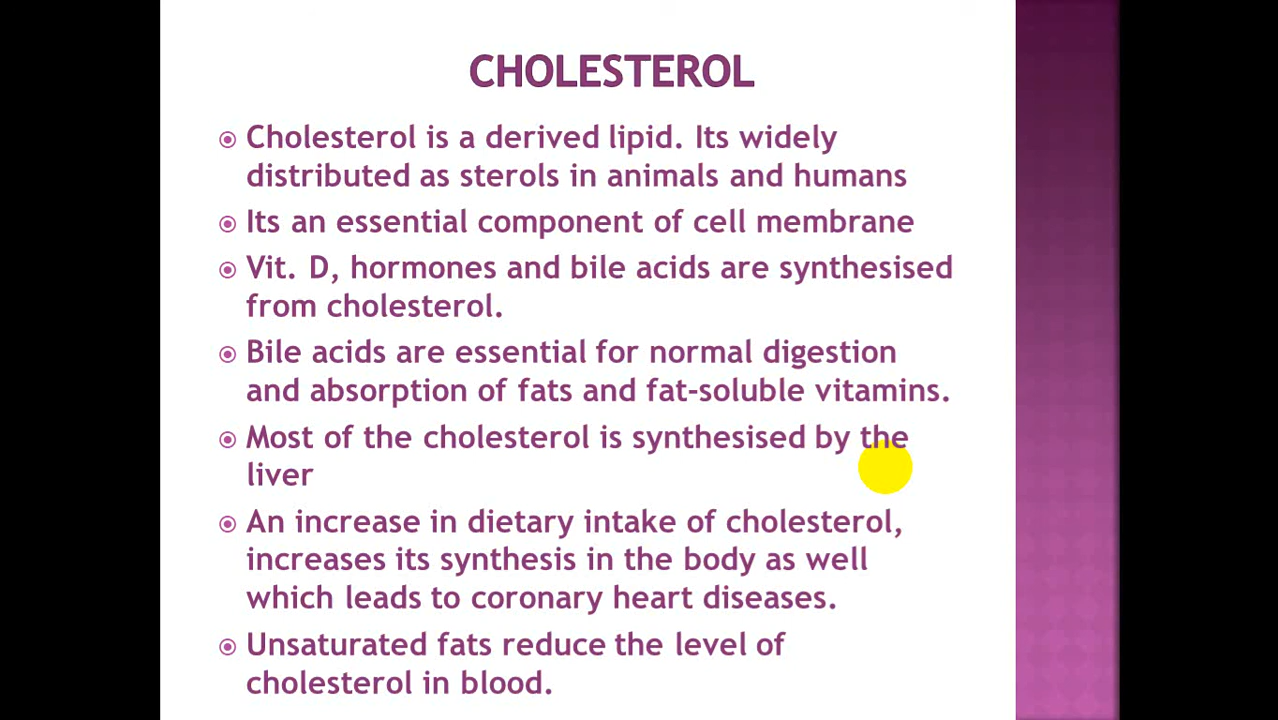 CHOLESTEROL
Cholesterol is a derived lipid. Its widely
distributed as sterols in animals and humans
Its an essential component of cell membrane
Vit. D, hormones and bile acids are synthesised
from cholesterol.
Bile acids are essential for normal digestion
and absorption of fats and fat-soluble vitamins.
Most of the cholesterol is synthesised by the
liver
An increase in dietary intake of cholesterol,
increases its synthesis in the body as well
which leads to coronary heart diseases.
Unsaturated fats reduce the level of
cholesterol in blood.